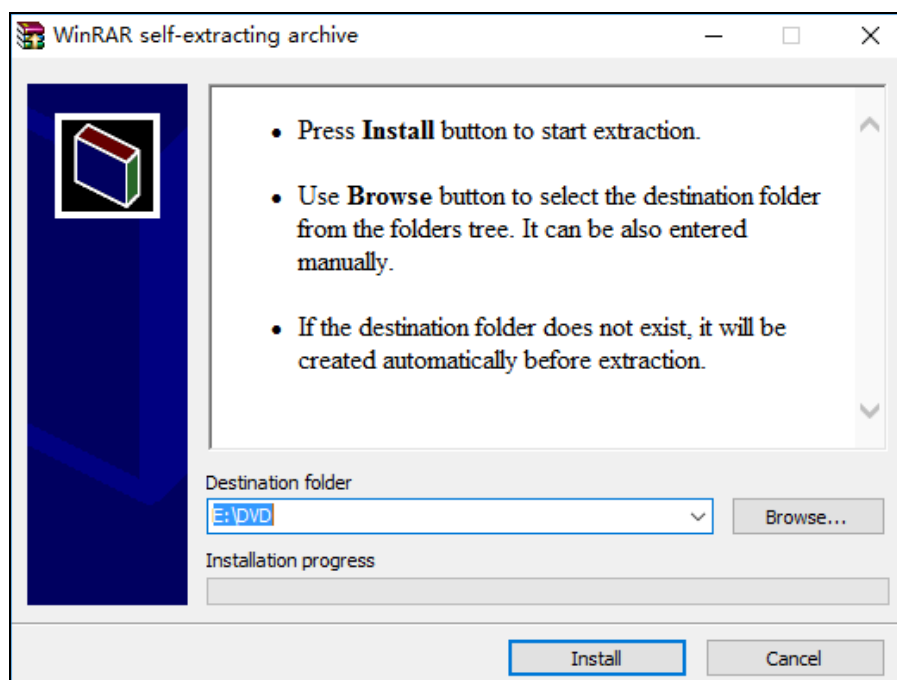 WinRAR self-extracting archive
• Press Install button to start extraction.
• Use Browse button to select the destination folder
from the folders tree. It can be also entered
manually.
• If the destination folder does not exist, it will be
created automatically before extraction.
Destination folder
E:\DVD
Browse...
Installation progress
Install
Cancel